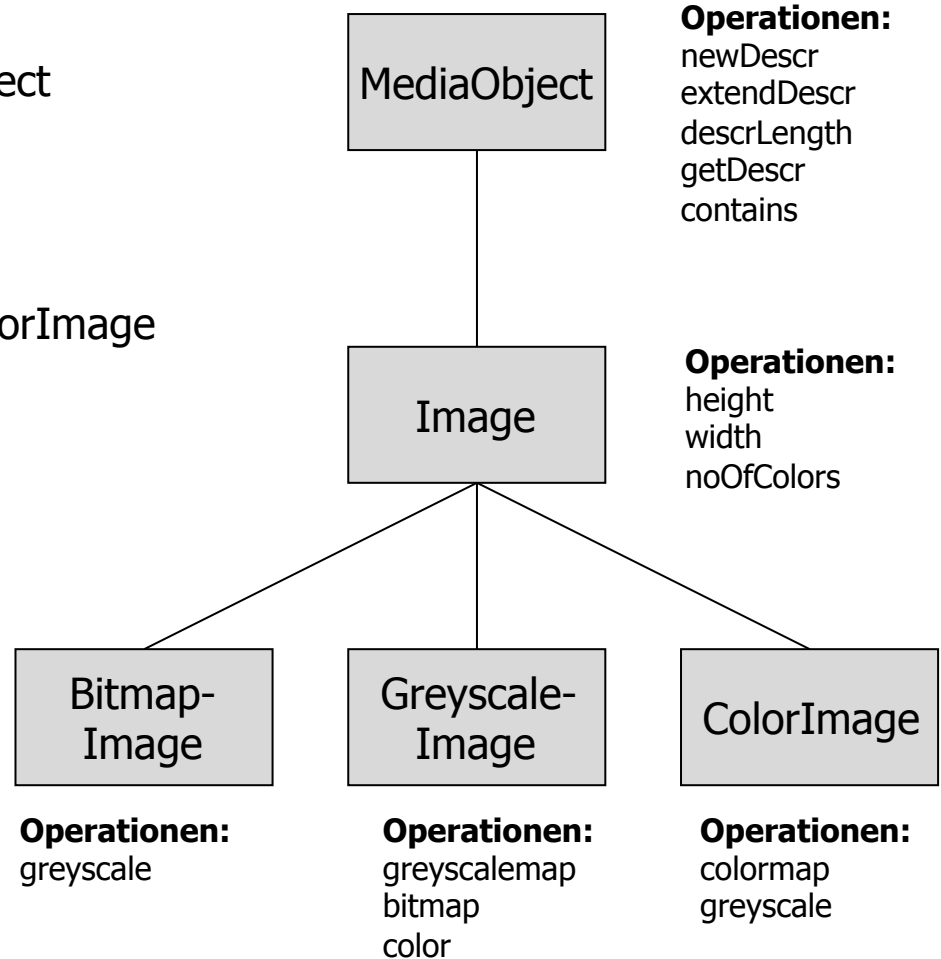 ect
orImage
MediaObject
Operationen:
newDescr
extendDescr
descrLength
getDescr
contains
Image
Operationen:
height
width
noOfColors
Bitmap-
Image
Operationen:
greyscale
Greyscale-
Image
Operationen:
greyscalemap
bitmap
color
ColorImage
Operationen:
colormap
greyscale